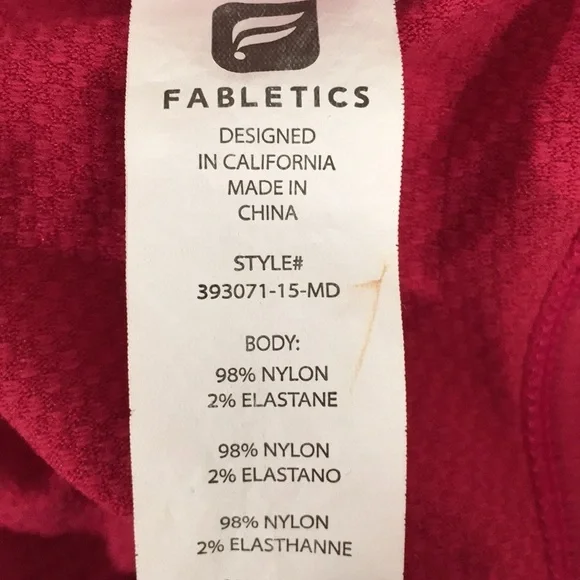 FABLETICS
DESIGNED
IN CALIFORNIA
MADE IN
CHINA
STYLE#
393071-15-MD
BODY:
98% NYLON
2% ELASTANE
98% NYLON
2% ELASTANO
98% NYLON
2% ELASTHANNE